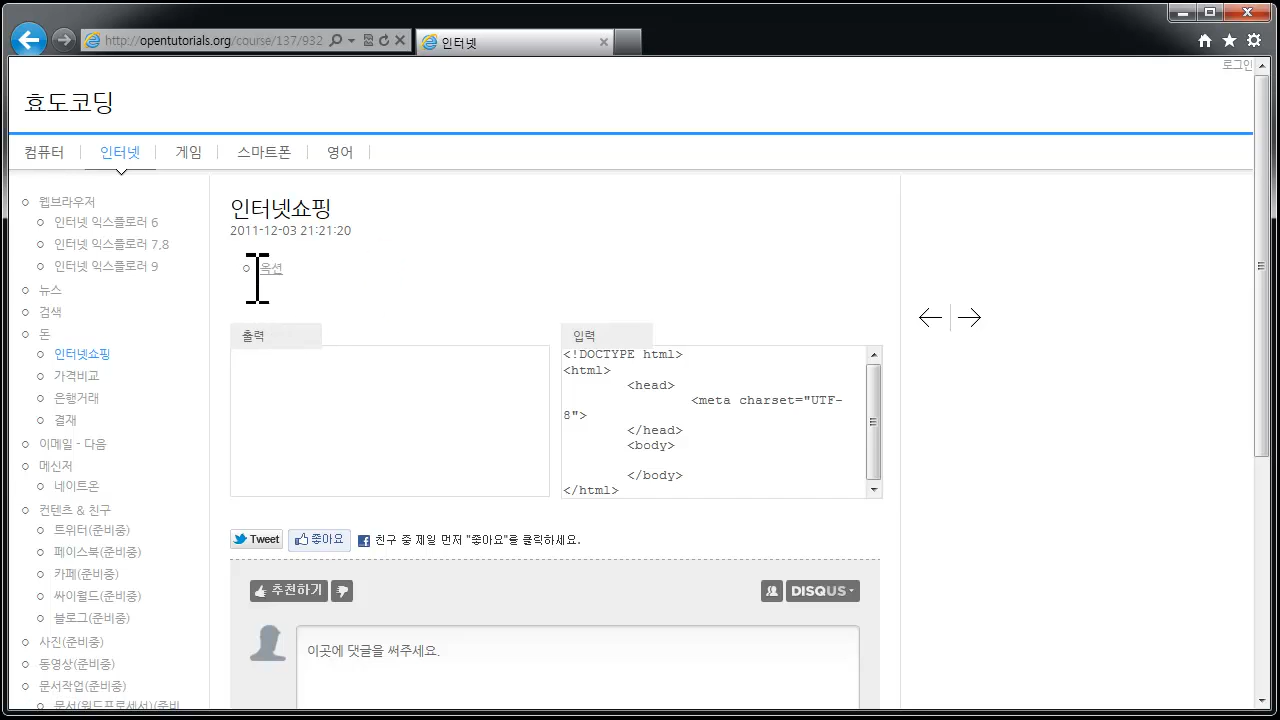 http://opentutorials.org/course/137/932
인터넷
로그인
효도코딩
컴퓨터
인터넷
게임
스마트폰
영어
웹브라우저
인터넷 익스플로러 6
인터넷 익스플로러 7,8
인터넷 익스플로러 9
뉴스
검색
돈
인터넷쇼핑
가격비교
은행거래
결재
이메일 - 다음
메신저
네이트온
컨텐츠 & 친구
트위터(준비중)
페이스북(준비중)
카페(준비중)
싸이월드(준비중)
블로그(준비중)
사진(준비중)
동영상(준비중)
문서작업(준비중)
문서(워드프로세서)(준비
인터넷쇼핑
2011-12-03 21:21:20
옥션
출력
입력
<!DOCTYPE html>
<html>
<head>
<meta charset="UTF-
8">
</head>
<body>
</body>
</html>
Tweet
좋아요
친구 중 제일 먼저 "좋아요"를 클릭하세요.
추천하기
DISQUS
이곳에 댓글을 써주세요.